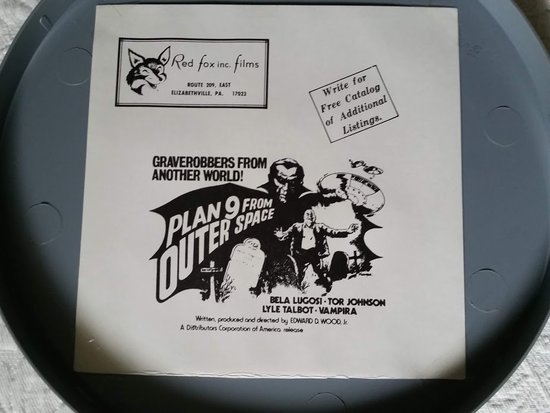 Red fox inc. films
ROUTE 209, EAST
ELIZABETHVILLE, PA. 17023
Write for
Free Catalog
of Additional
Listings.
GRAVEROBBERS FROM
ANOTHER WORLD!
PLAN 9 FROM
OUTER SPACE
BELA LUGOSI · TOR JOHNSON
LYLE TALBOT · VAMPIRA
Written, produced and directed by EDWARD D. WOOD, Jr.
A Distributors Corporation of America release